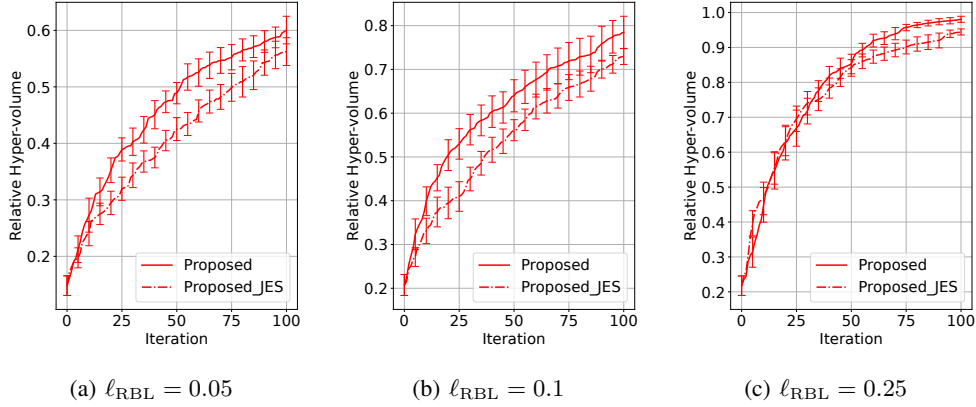 Relative Hyper-volume
0.6
0.5
0.4
0.3
0.2
Proposed
Proposed_JES
0 25 50 75 100
Iteration
(a) ℓRBL = 0.05
Relative Hyper-volume
0.8
0.7
0.6
0.5
0.4
0.3
0.2
Proposed
Proposed_JES
0 25 50 75 100
Iteration
(b) ℓRBL = 0.1
Relative Hyper-volume
1.0
0.9
0.8
0.7
0.6
0.5
0.4
0.3
0.2
Proposed
Proposed_JES
0 25 50 75 100
Iteration
(c) ℓRBL = 0.25